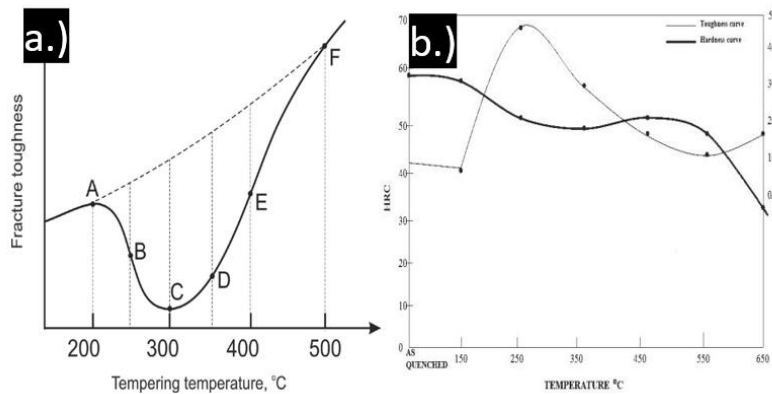 a.)
Fracture toughness
A
B
C
D
E
F
200 300 400 500
Tempering temperature, °C
b.)
Toughness curve
Hardness curve
HRC
70
60
50
40
30
20
10
0
5
4
3
2
1
0
AS
QUENCHED
150 250 350 450 550 650
TEMPERATURE ⁰C